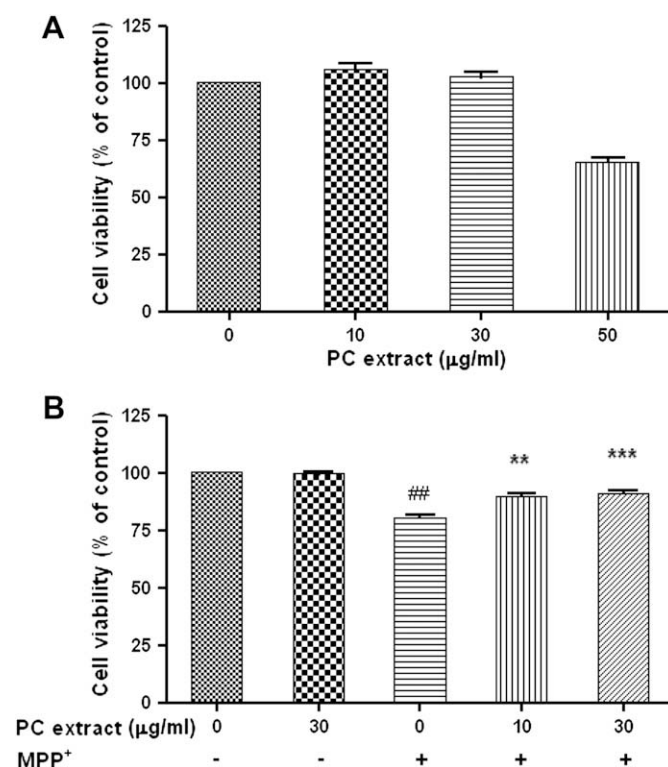 A
125
100
75
50
25
0
Cell viability (% of control)
0 10 30 50
PC extract (µg/ml)
B
125
100
75
50
25
0
Cell viability (% of control)
## ** ***
PC extract (µg/ml) 0 30 0 10 30
MPP⁺ - - + + +